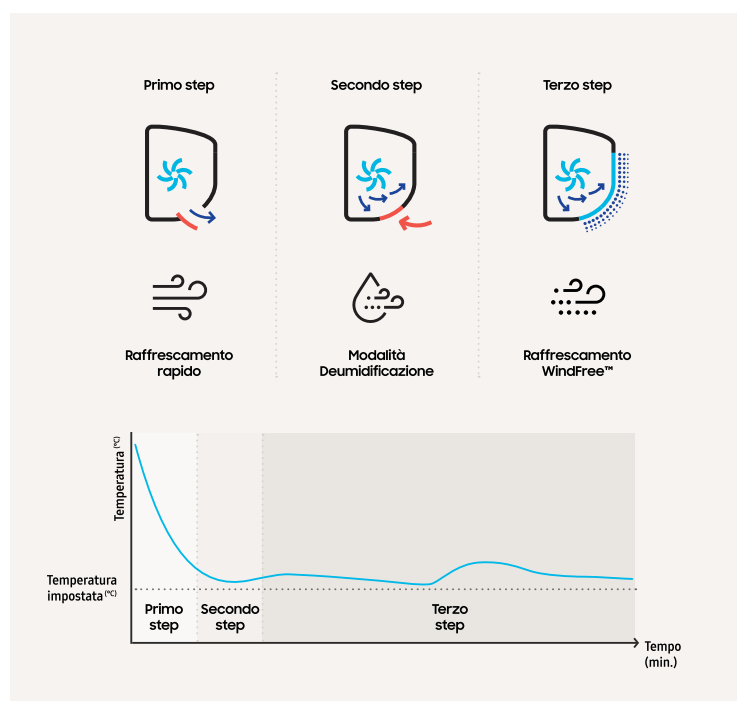 Primo step
Secondo step
Terzo step
Raffrescamento
rapido
Modalità
Deumidificazione
Raffrescamento
WindFree™
Temperatura (°C)
Temperatura
impostata (°C)
Primo
step
Secondo
step
Terzo
step
Tempo
(min.)